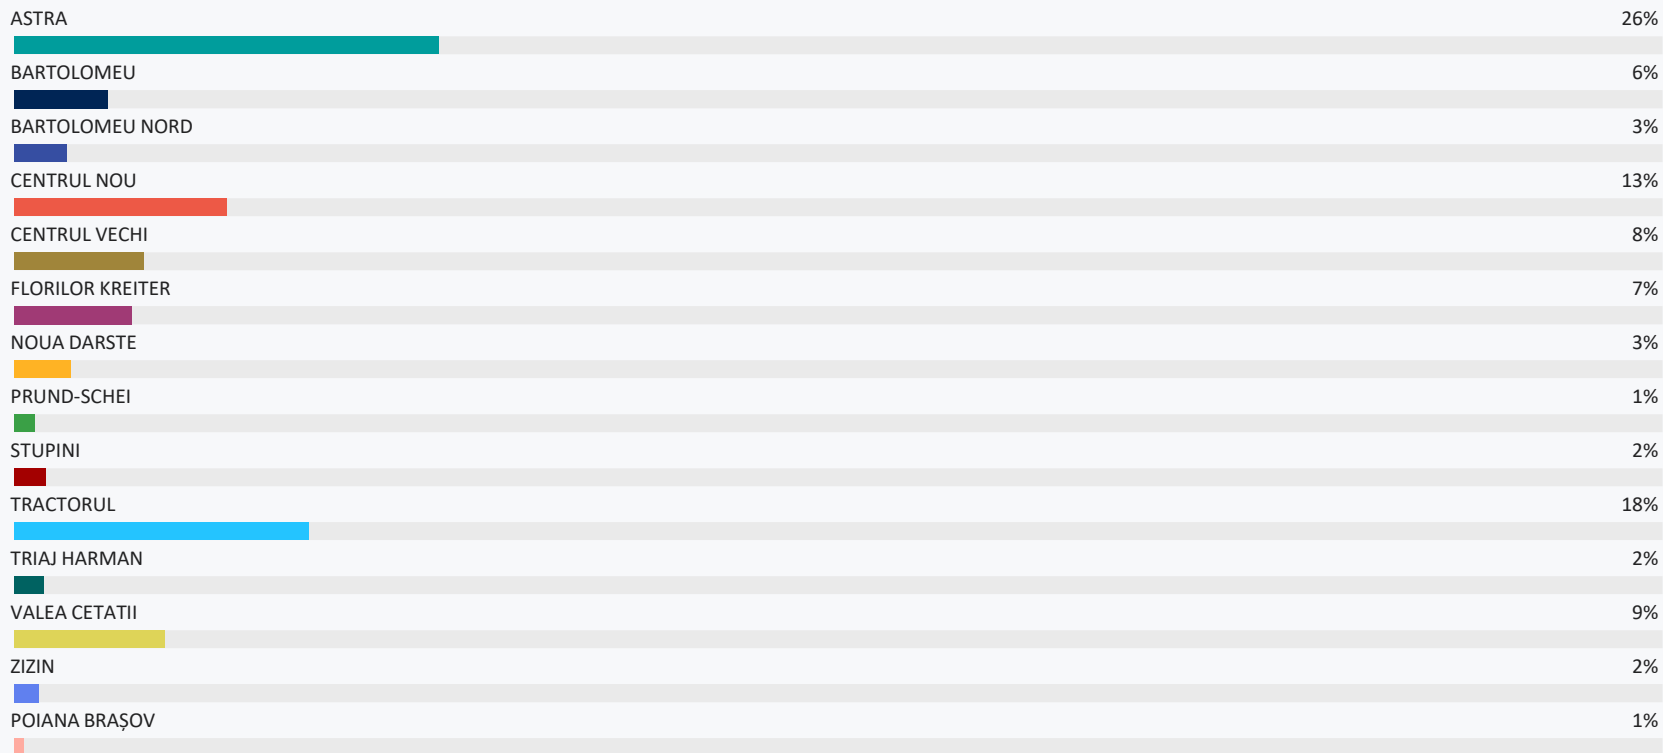 ASTRA 26%
BARTOLOMEU 6%
BARTOLOMEU NORD 3%
CENTRUL NOU 13%
CENTRUL VECHI 8%
FLORILOR KREITER 7%
NOUA DARSTE 3%
PRUND-SCHEI 1%
STUPINI 2%
TRACTORUL 18%
TRIAJ HARMAN 2%
VALEA CETATII 9%
ZIZIN 2%
POIANA BRAȘOV 1%